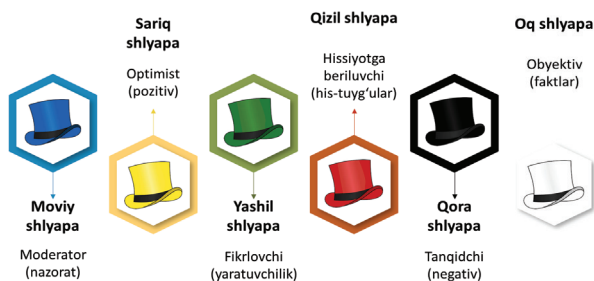 Sariq
shlyapa
Optimist
(pozitiv)
Qizil shlyapa
Hissiyotga
beriluvchi
(his-tuyg‘ular)
Oq shlyapa
Obyektiv
(faktlar)
Moviy
shlyapa
Moderator
(nazorat)
Yashil
shlyapa
Fikrlovchi
(yaratuvchilik)
Qora
shlyapa
Tanqidchi
(negativ)